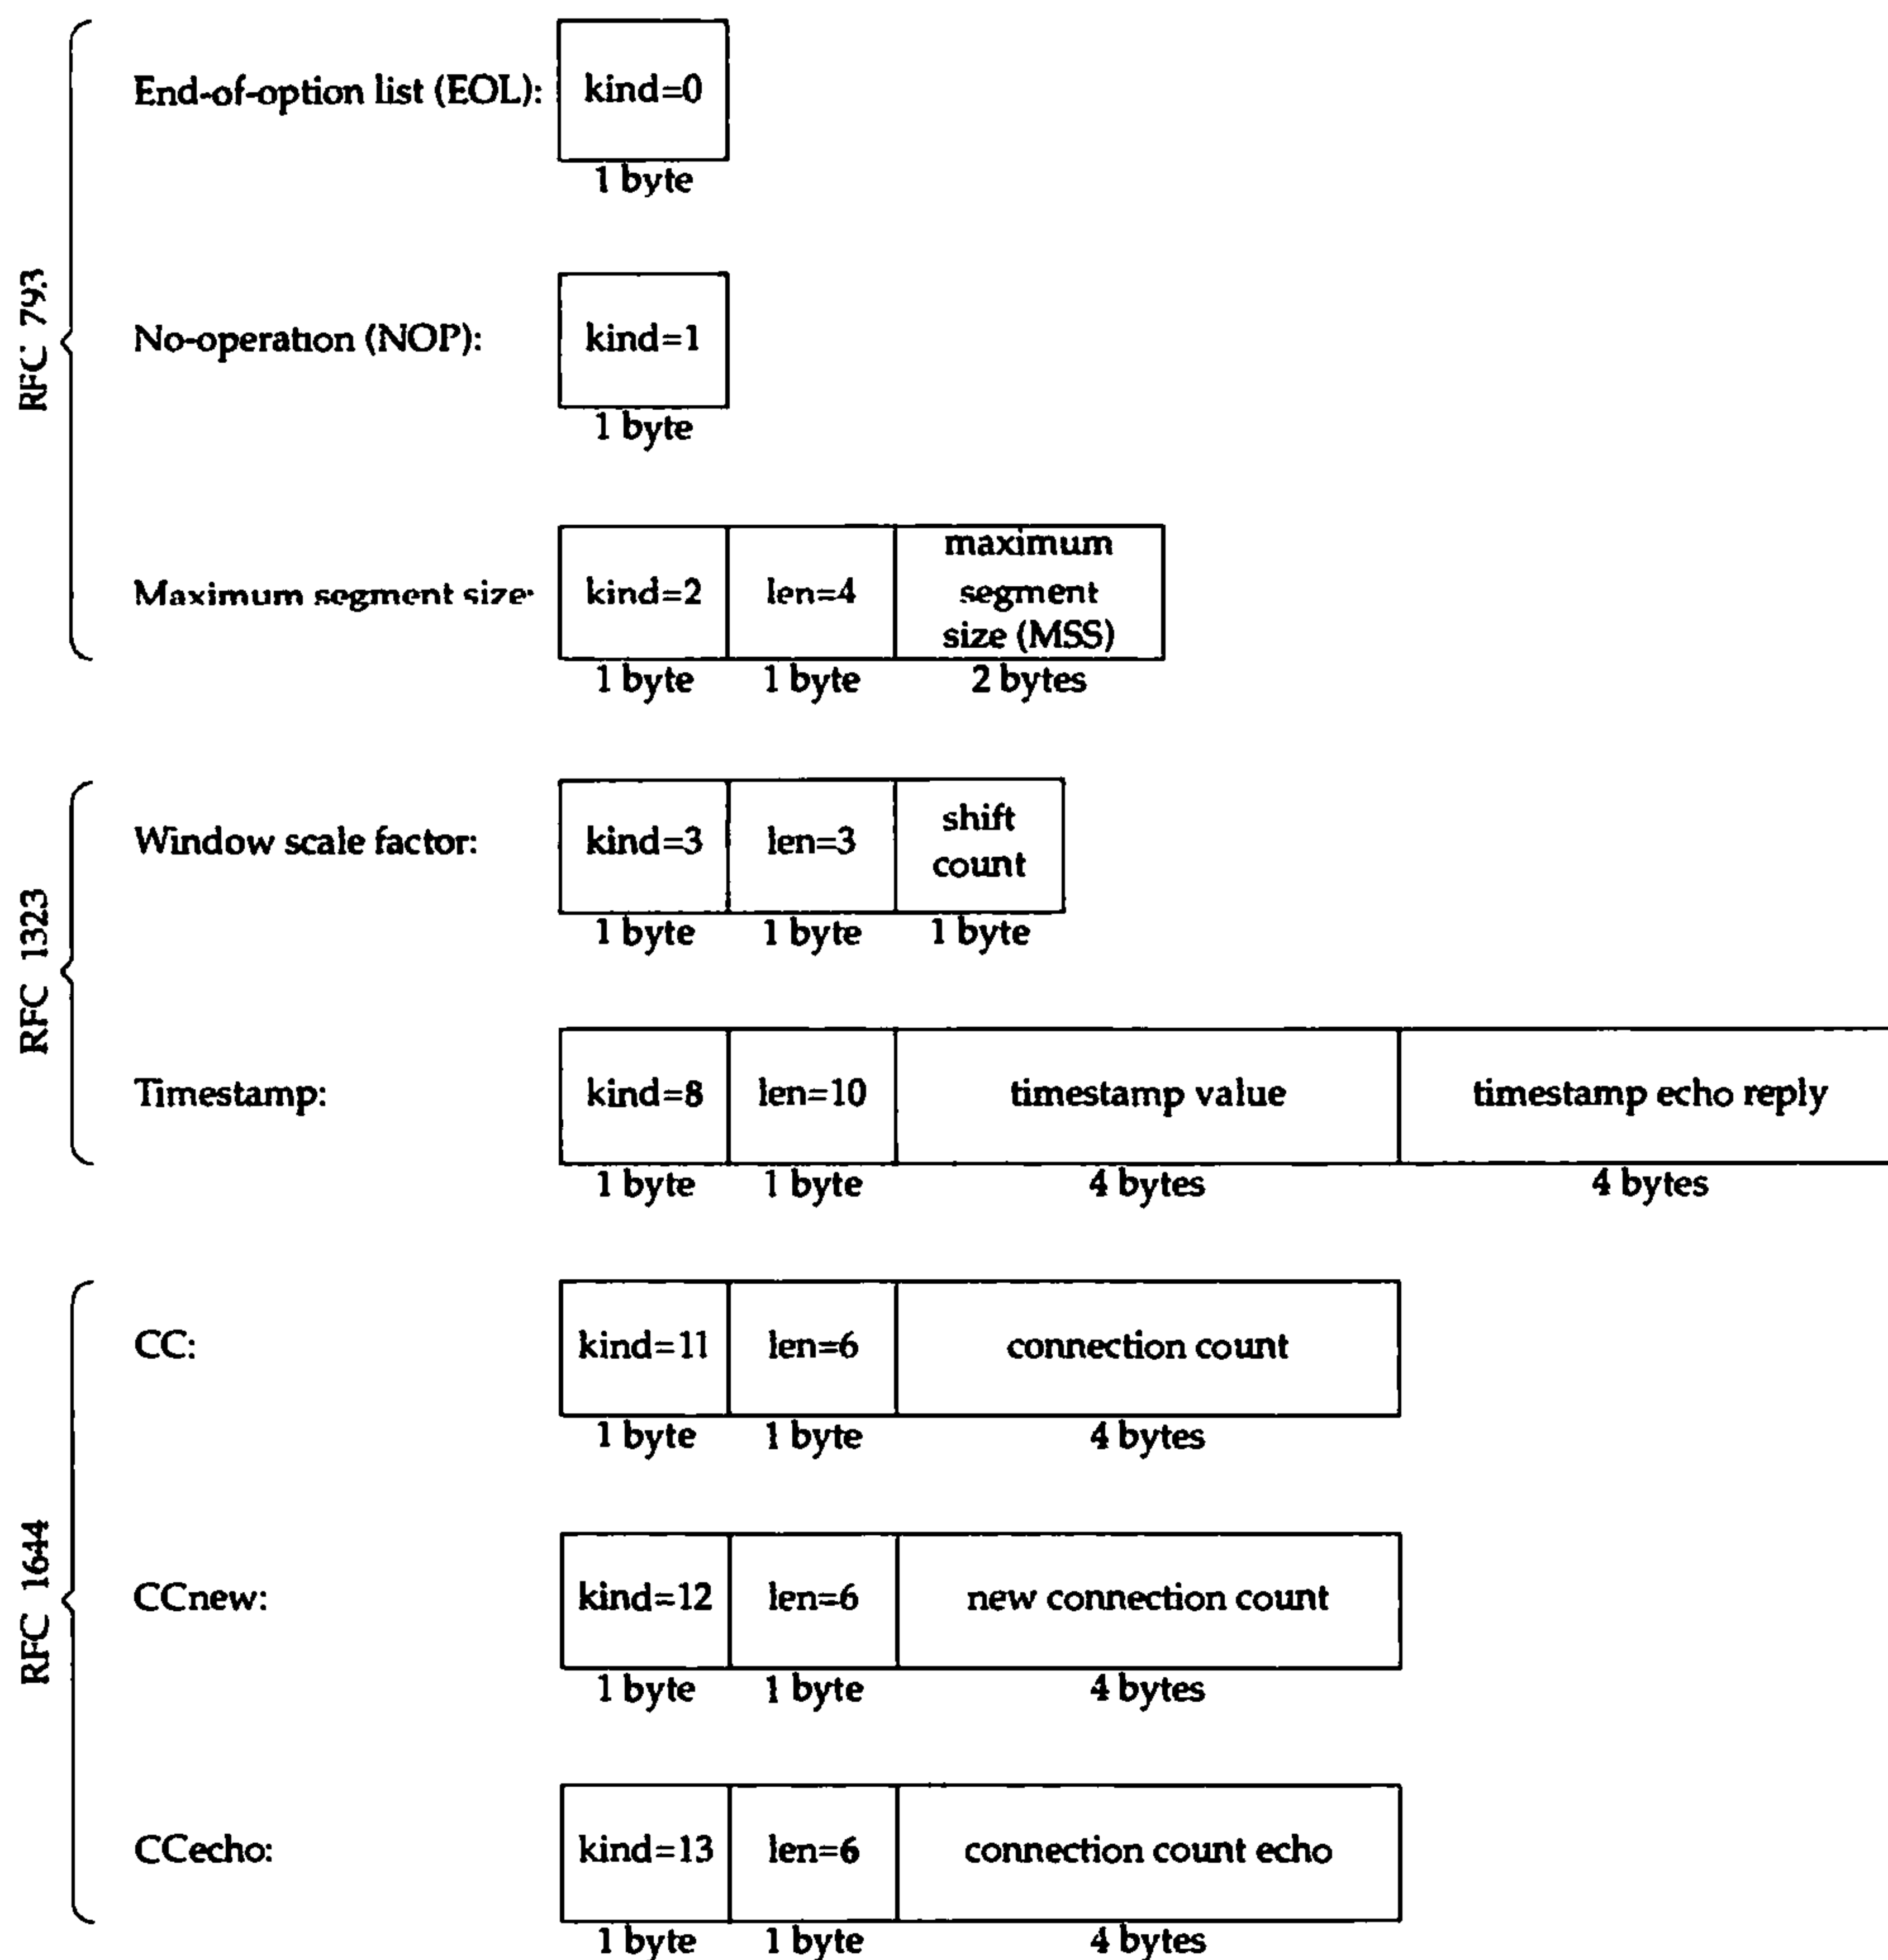 RFC 793
End-of-option list (EOL): kind=0
1 byte
No-operation (NOP): kind=1
1 byte
Maximum segment size: kind=2 len=4 maximum
segment
size (MSS)
1 byte 1 byte 2 bytes
RFC 1323
Window scale factor: kind=3 len=3 shift
count
1 byte 1 byte 1 byte
Timestamp: kind=8 len=10 timestamp value timestamp echo reply
1 byte 1 byte 4 bytes 4 bytes
RFC 1644
CC: kind=11 len=6 connection count
1 byte 1 byte 4 bytes
CCnew: kind=12 len=6 new connection count
1 byte 1 byte 4 bytes
CCecho: kind=13 len=6 connection count echo
1 byte 1 byte 4 bytes